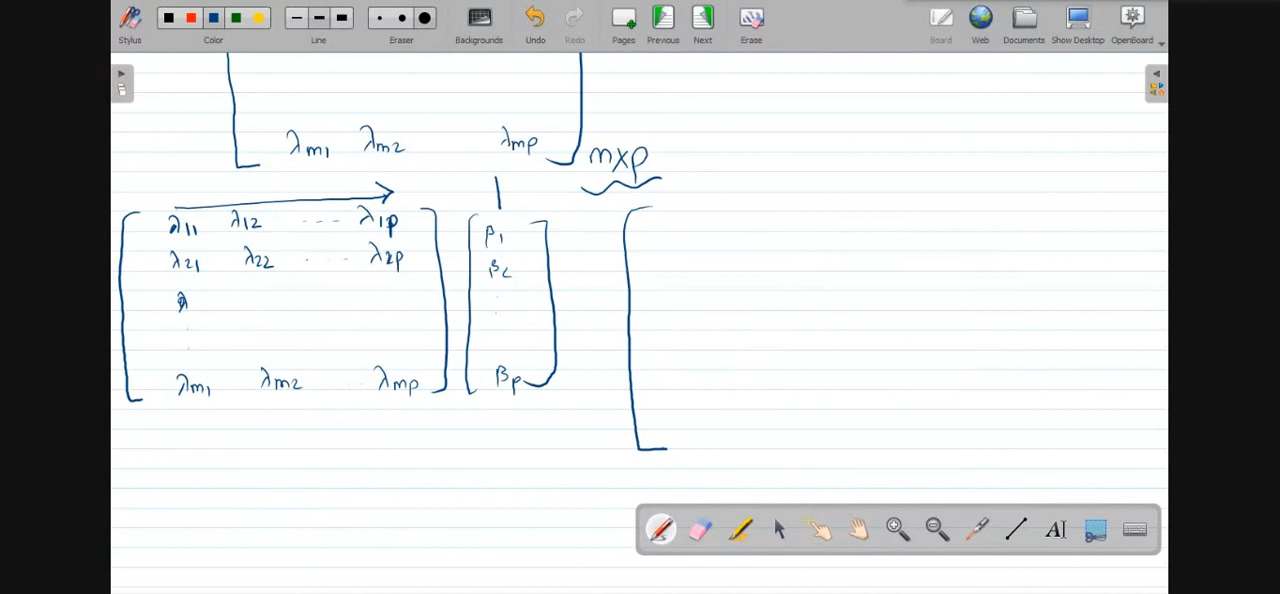 Stylus Color Line Eraser Backgrounds Undo Redo Pages Previous Next Erase Board Web Documents Show Desktop OpenBoard
λm1 λm2 λmp
m×p
λ11 λ12 ... λ1p β1
λ21 λ22 ... λ2p β2
λ
λm1 λm2 .. λmp βp
AI